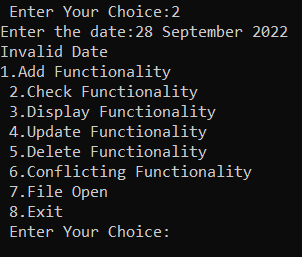 Enter Your Choice:2
Enter the date:28 September 2022
Invalid Date
1.Add Functionality
2.Check Functionality
3.Display Functionality
4.Update Functionality
5.Delete Functionality
6.Conflicting Functionality
7.File Open
8.Exit
Enter Your Choice: